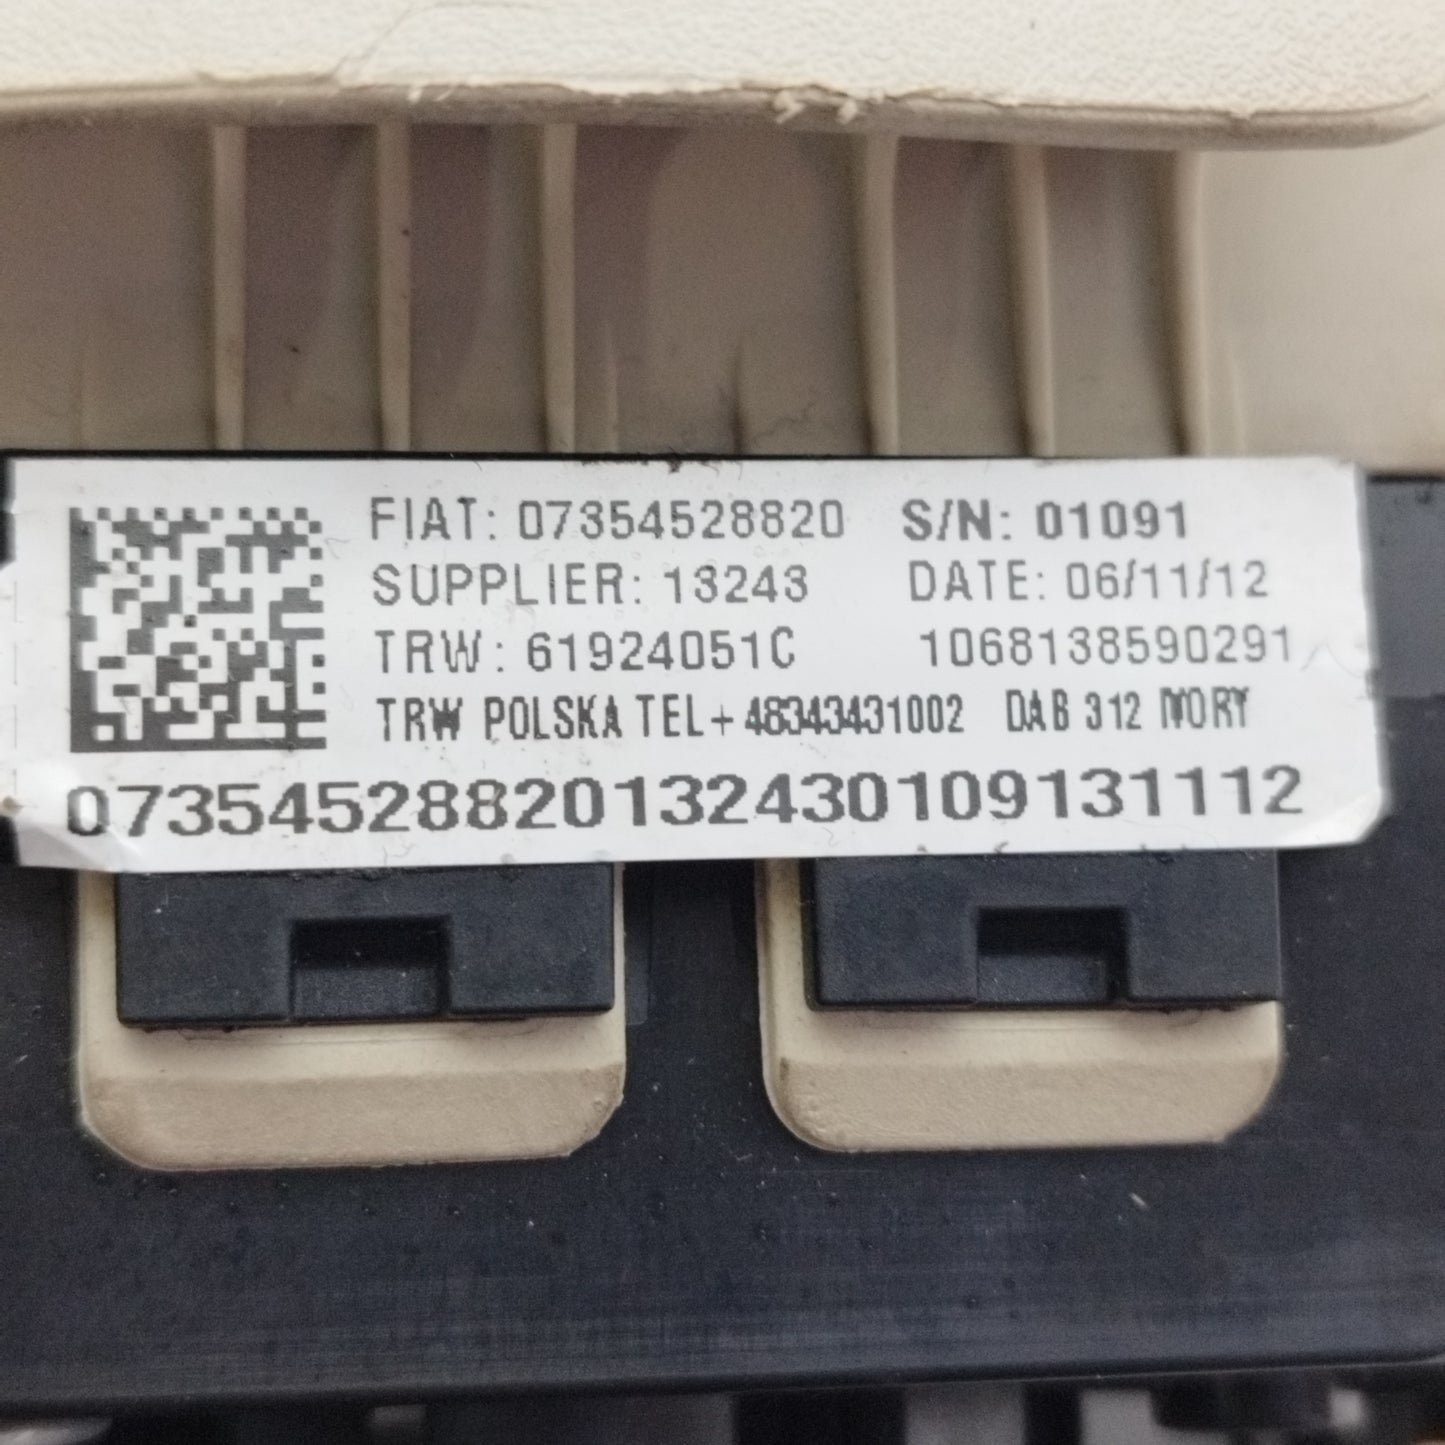 FIAT: 07354528820 S/N: 01091
SUPPLIER: 13243 DATE: 06/11/12
TRW: 61924051C 1068138590291
TRW POLSKA TEL+48343431002 DAB 312 IVORY
07354528820132430109131112